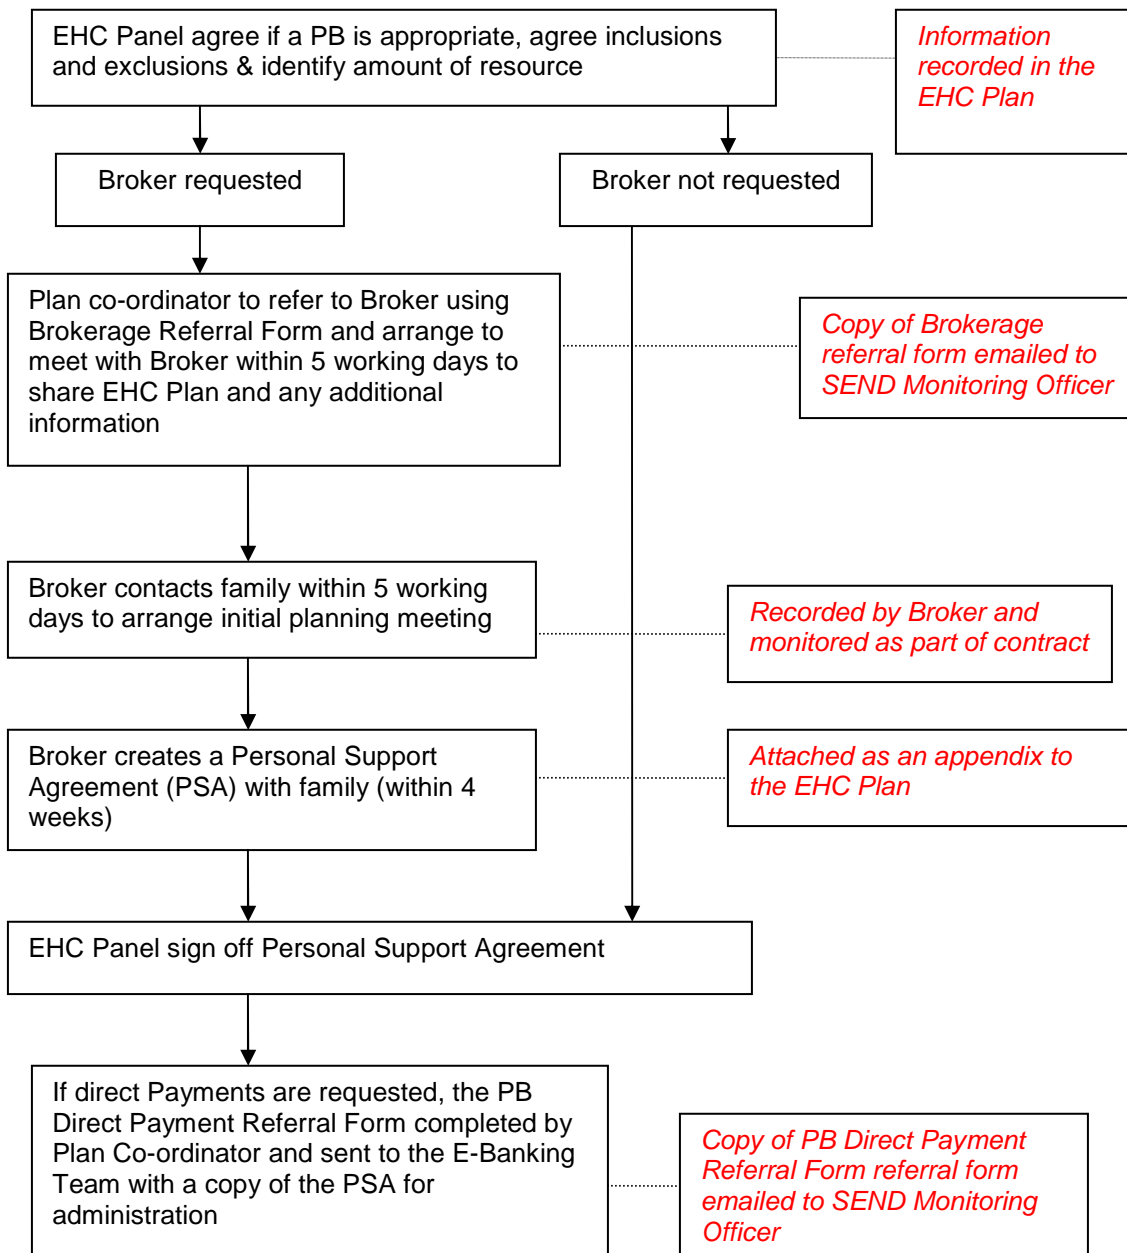 EHC Panel agree if a PB is appropriate, agree inclusions
and exclusions & identify amount of resource
Information
recorded in the
EHC Plan
Broker requested
Broker not requested
Plan co-ordinator to refer to Broker using
Brokerage Referral Form and arrange to
meet with Broker within 5 working days to
share EHC Plan and any additional
information
Copy of Brokerage
referral form emailed to
SEND Monitoring Officer
Broker contacts family within 5 working
days to arrange initial planning meeting
Recorded by Broker and
monitored as part of contract
Broker creates a Personal Support
Agreement (PSA) with family (within 4
weeks)
Attached as an appendix to
the EHC Plan
EHC Panel sign off Personal Support Agreement
If direct Payments are requested, the PB
Direct Payment Referral Form completed by
Plan Co-ordinator and sent to the E-Banking
Team with a copy of the PSA for
administration
Copy of PB Direct Payment
Referral Form referral form
emailed to SEND Monitoring
Officer